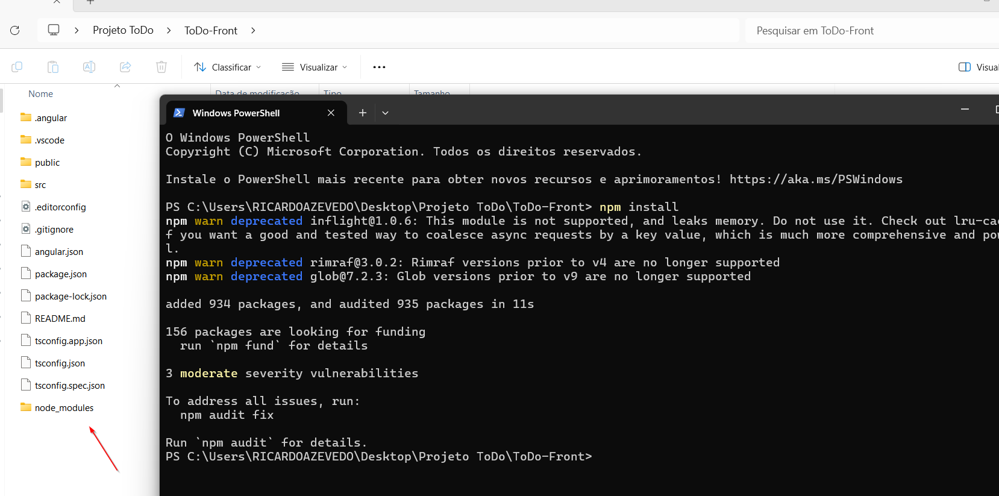 Projeto ToDo > ToDo-Front >
Pesquisar em ToDo-Front
Classificar
Visualizar
Nome
Data de modificação
Tipo
Tamanho
.angular
.vscode
public
src
.editorconfig
.gitignore
angular.json
package.json
package-lock.json
README.md
tsconfig.app.json
tsconfig.json
tsconfig.spec.json
node_modules
Windows PowerShell
O Windows PowerShell
Copyright (C) Microsoft Corporation. Todos os direitos reservados.
Instale o PowerShell mais recente para obter novos recursos e aprimoramentos! https://aka.ms/PSWindows
PS C:\Users\RICARDOAZEVEDO\Desktop\Projeto ToDo\ToDo-Front> npm install
npm warn deprecated inflight@1.0.6: This module is not supported, and leaks memory. Do not use it. Check out
f you want a good and tested way to coalesce async requests by a key value, which is much more comprehensive and
l.
npm warn deprecated rimraf@3.0.2: Rimraf versions prior to v4 are no longer supported
npm warn deprecated glob@7.2.3: Glob versions prior to v9 are no longer supported
added 934 packages, and audited 935 packages in 11s
156 packages are looking for funding
run `npm fund` for details
3 moderate severity vulnerabilities
To address all issues, run:
npm audit fix
Run `npm audit` for details.
PS C:\Users\RICARDOAZEVEDO\Desktop\Projeto ToDo\ToDo-Front>